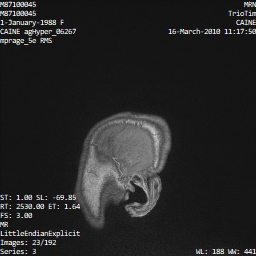 M87100045
MRN
M87100045
TrioTim
1-January-1988 F
CAINE
CAINE agHyper_06267
16-March-2010 11:17:50
mprage_5e RMS
ST: 1.00 SL: -69.85
RT: 2530.00 ET: 1.64
FS: 3.00
MR
LittleEndianExplicit
Images: 23/192
Series: 3
WL: 188 WW: 441